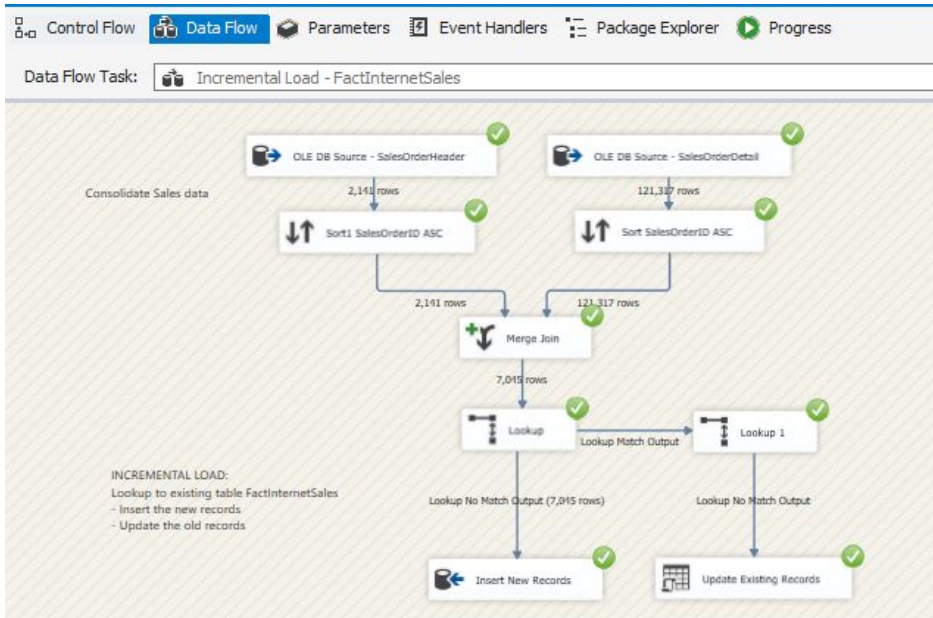 Control Flow Data Flow Parameters Event Handlers Package Explorer Progress
Data Flow Task: Incremental Load - FactInternetSales
OLE DB Source - SalesOrderHeader
OLE DB Source - SalesOrderDetail
Consolidate Sales data
2,141 rows
121,317 rows
Sort1 SalesOrderID ASC
Sort SalesOrderID ASC
2,141 rows
121,317 rows
Merge Join
7,045 rows
Lookup
Lookup Match Output
Lookup 1
INCREMENTAL LOAD:
Lookup to existing table FactInternetSales
- Insert the new records
- Update the old records
Lookup No Match Output (7,045 rows)
Lookup No Match Output
Insert New Records
Update Existing Records